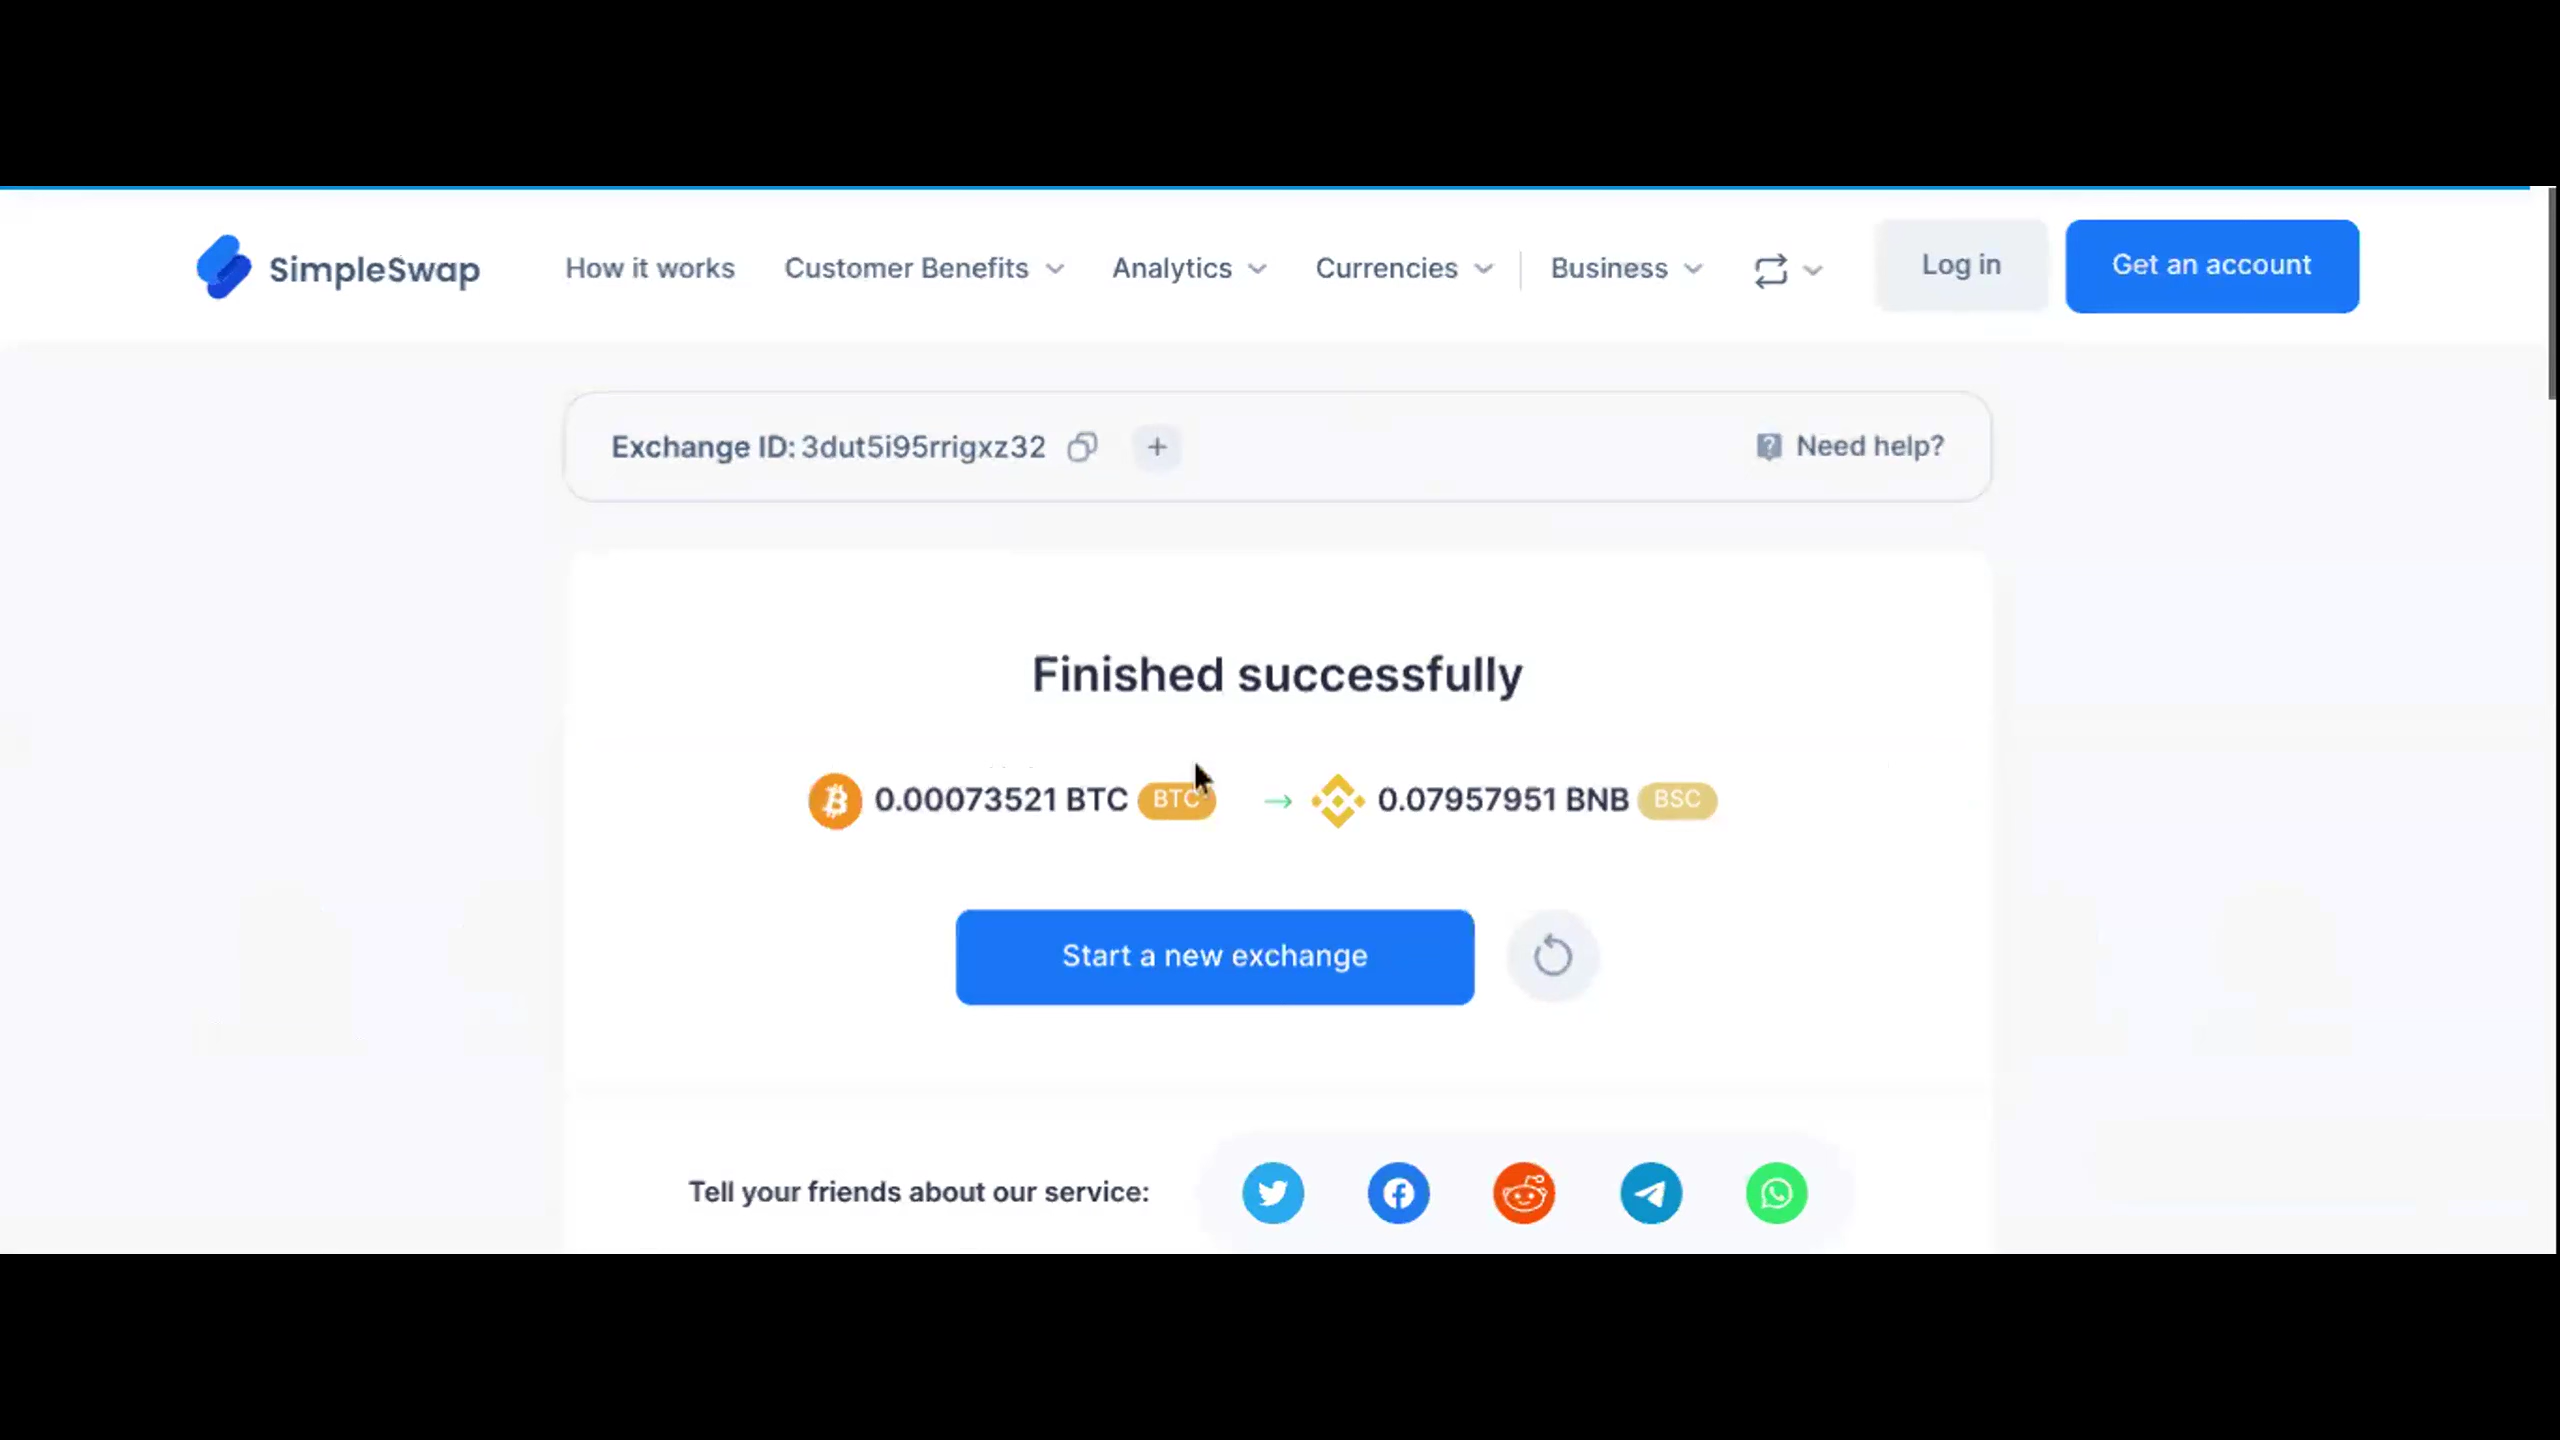 SimpleSwap How it works Customer Benefits Analytics Currencies Business Log in Get an account
Exchange ID: 3dut5i95rrigxz32 + Need help?
Finished successfully
0.00073521 BTC BTC → 0.07957951 BNB BSC
Start a new exchange
Tell your friends about our service: